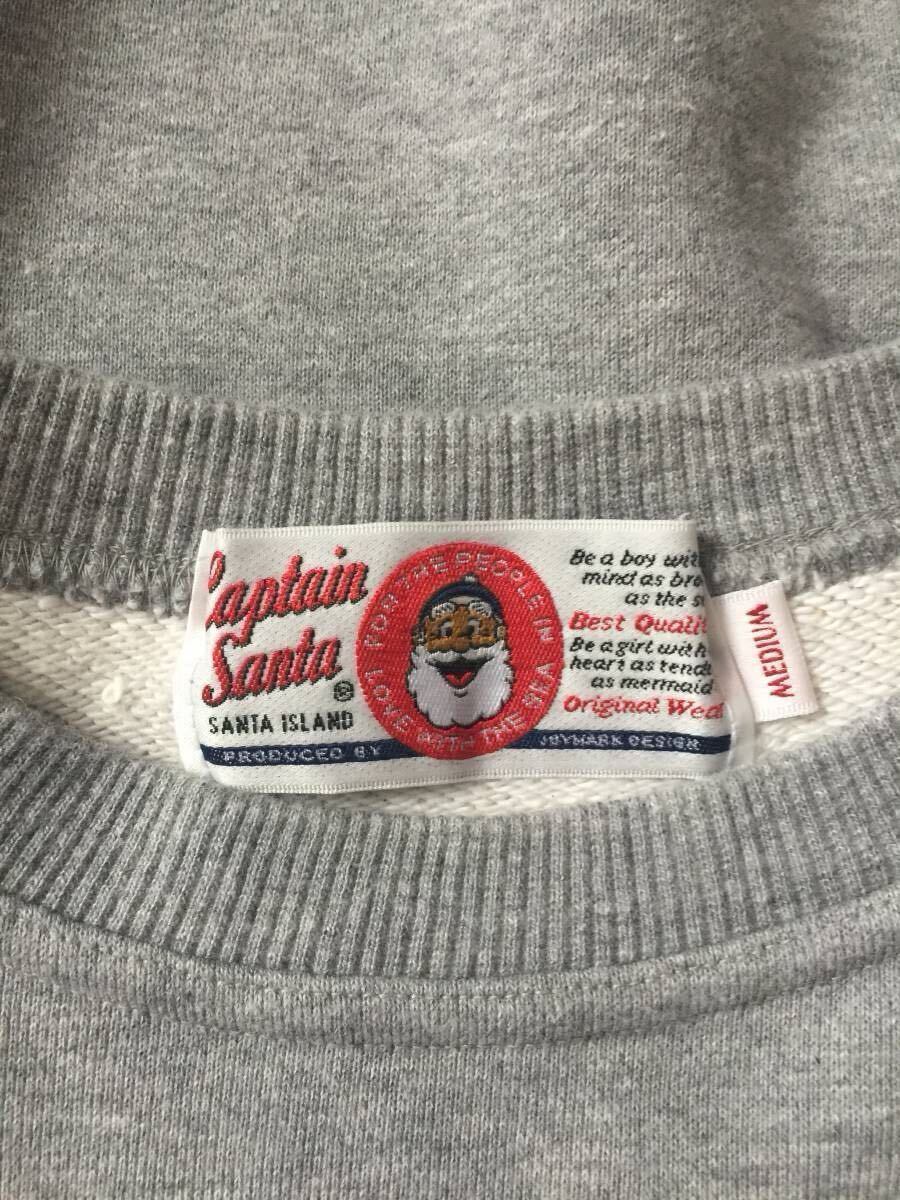 Captain
Santa ®
SANTA ISLAND
FOR THE PEOPLE IN
LOVE WITH THE SEA
Be a boy
mind as
as the
Best
Be a girl with
heart as
as mermaid
Original
MEDIUM
PRODUCED BY JOYMARK DESIGN